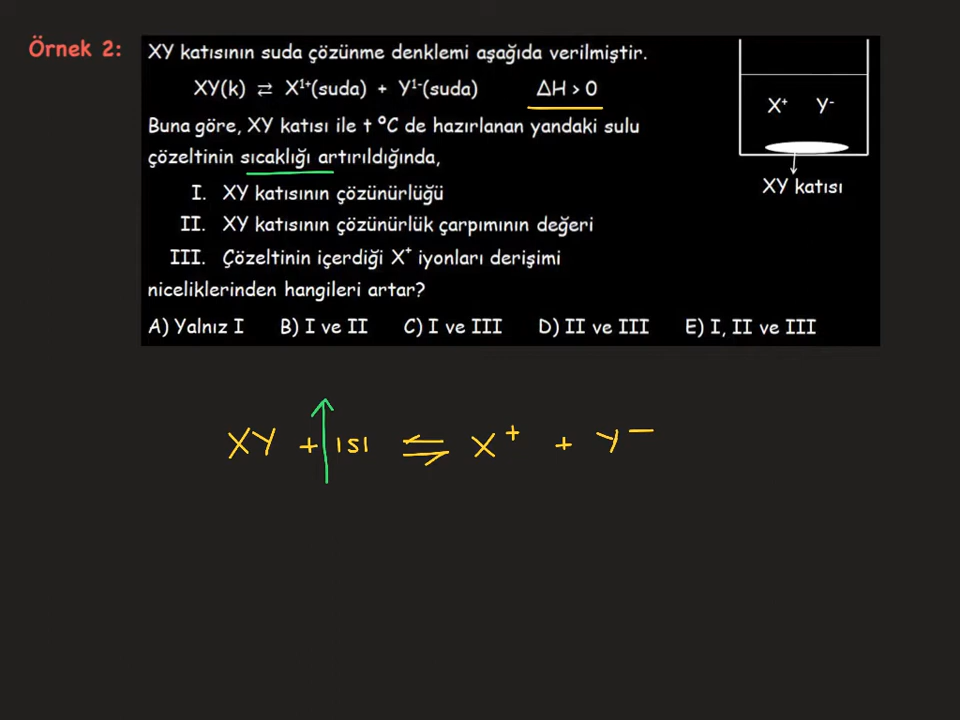 Örnek 2:
XY katısının suda çözünme denklemi aşağıda verilmiştir.
XY(k) ⇄ X¹⁺(suda) + Y¹⁻(suda) ΔH > 0
Buna göre, XY katısı ile t ⁰C de hazırlanan yandaki sulu
çözeltinin sıcaklığı artırıldığında,
I. XY katısının çözünürlüğü
II. XY katısının çözünürlük çarpımının değeri
III. Çözeltinin içerdiği X⁺ iyonları derişimi
niceliklerinden hangileri artar?
A) Yalnız I B) I ve II C) I ve III D) II ve III E) I, II ve III
X⁺ Y⁻
XY katısı
XY + ısı ⇌ X⁺ + Y⁻